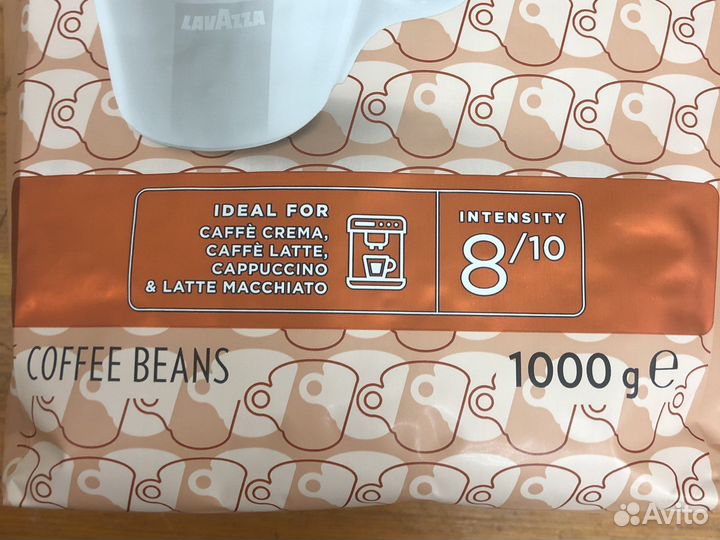 LAVAZZA
IDEAL FOR
CAFFÈ CREMA,
CAFFÈ LATTE,
CAPPUCCINO
& LATTE MACCHIATO
INTENSITY
8/10
COFFEE BEANS
1000 g ℮
Avito